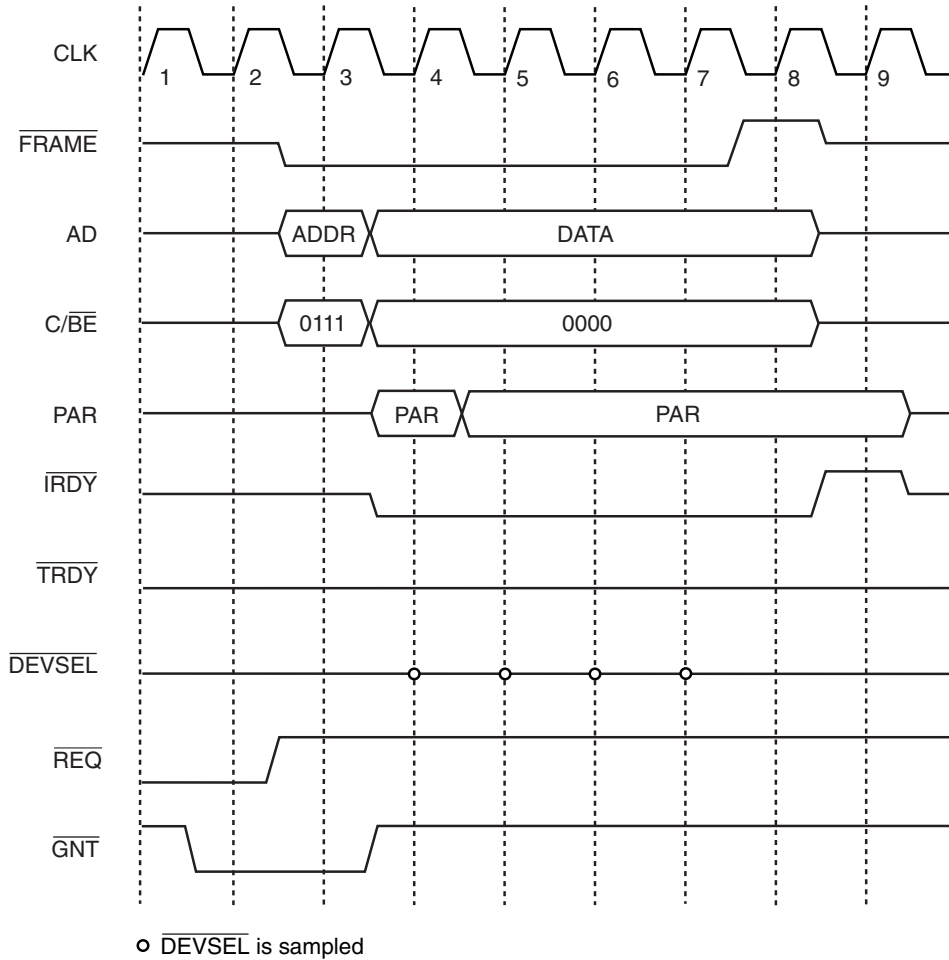 CLK
1 2 3 4 5 6 7 8 9
FRAME
AD ADDR DATA
C/BE 0111 0000
PAR PAR PAR
IRDY
TRDY
DEVSEL
REQ
GNT
DEVSEL is sampled